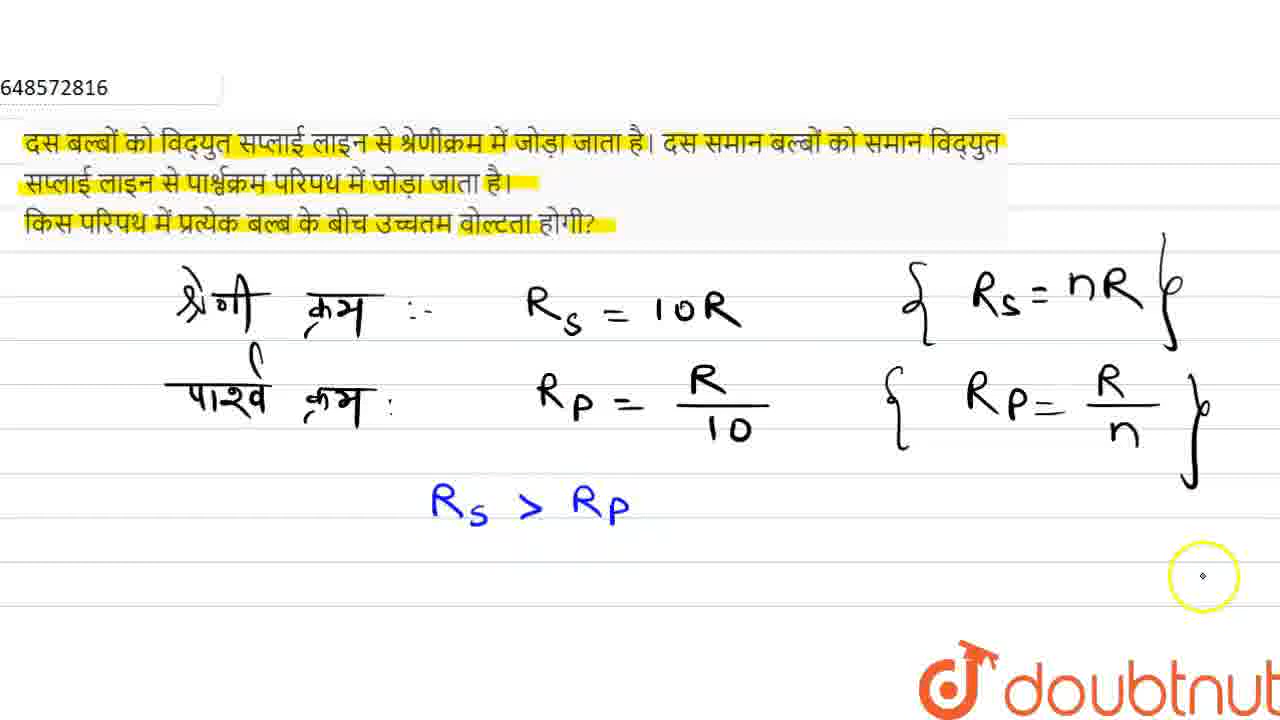 648572816
दस बल्बों को विद्युत सप्लाई लाइन से श्रेणीक्रम में जोड़ा जाता है। दस समान बल्बों को समान विद्युत
सप्लाई लाइन से पार्श्वक्रम परिपथ में जोड़ा जाता है।
किस परिपथ में प्रत्येक बल्ब के बीच उच्चतम वोल्टता होगी?
श्रेणी क्रम :- R_s = 10R { R_s = nR }
पार्श्व क्रम : R_P = R/10 { R_P = R/n }
R_s > R_P
doubtnut